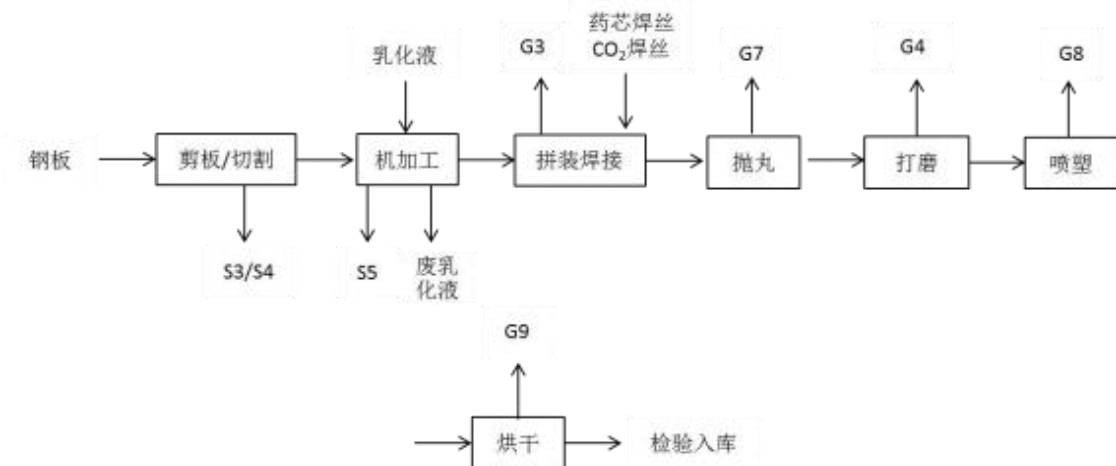 药芯焊丝
G3
CO₂焊丝
G7
G4
G8
乳化液
钢板
剪板/切割
机加工
拼装焊接
抛丸
打磨
喷塑
S3/S4
S5
废乳
化液
G9
烘干
检验入库